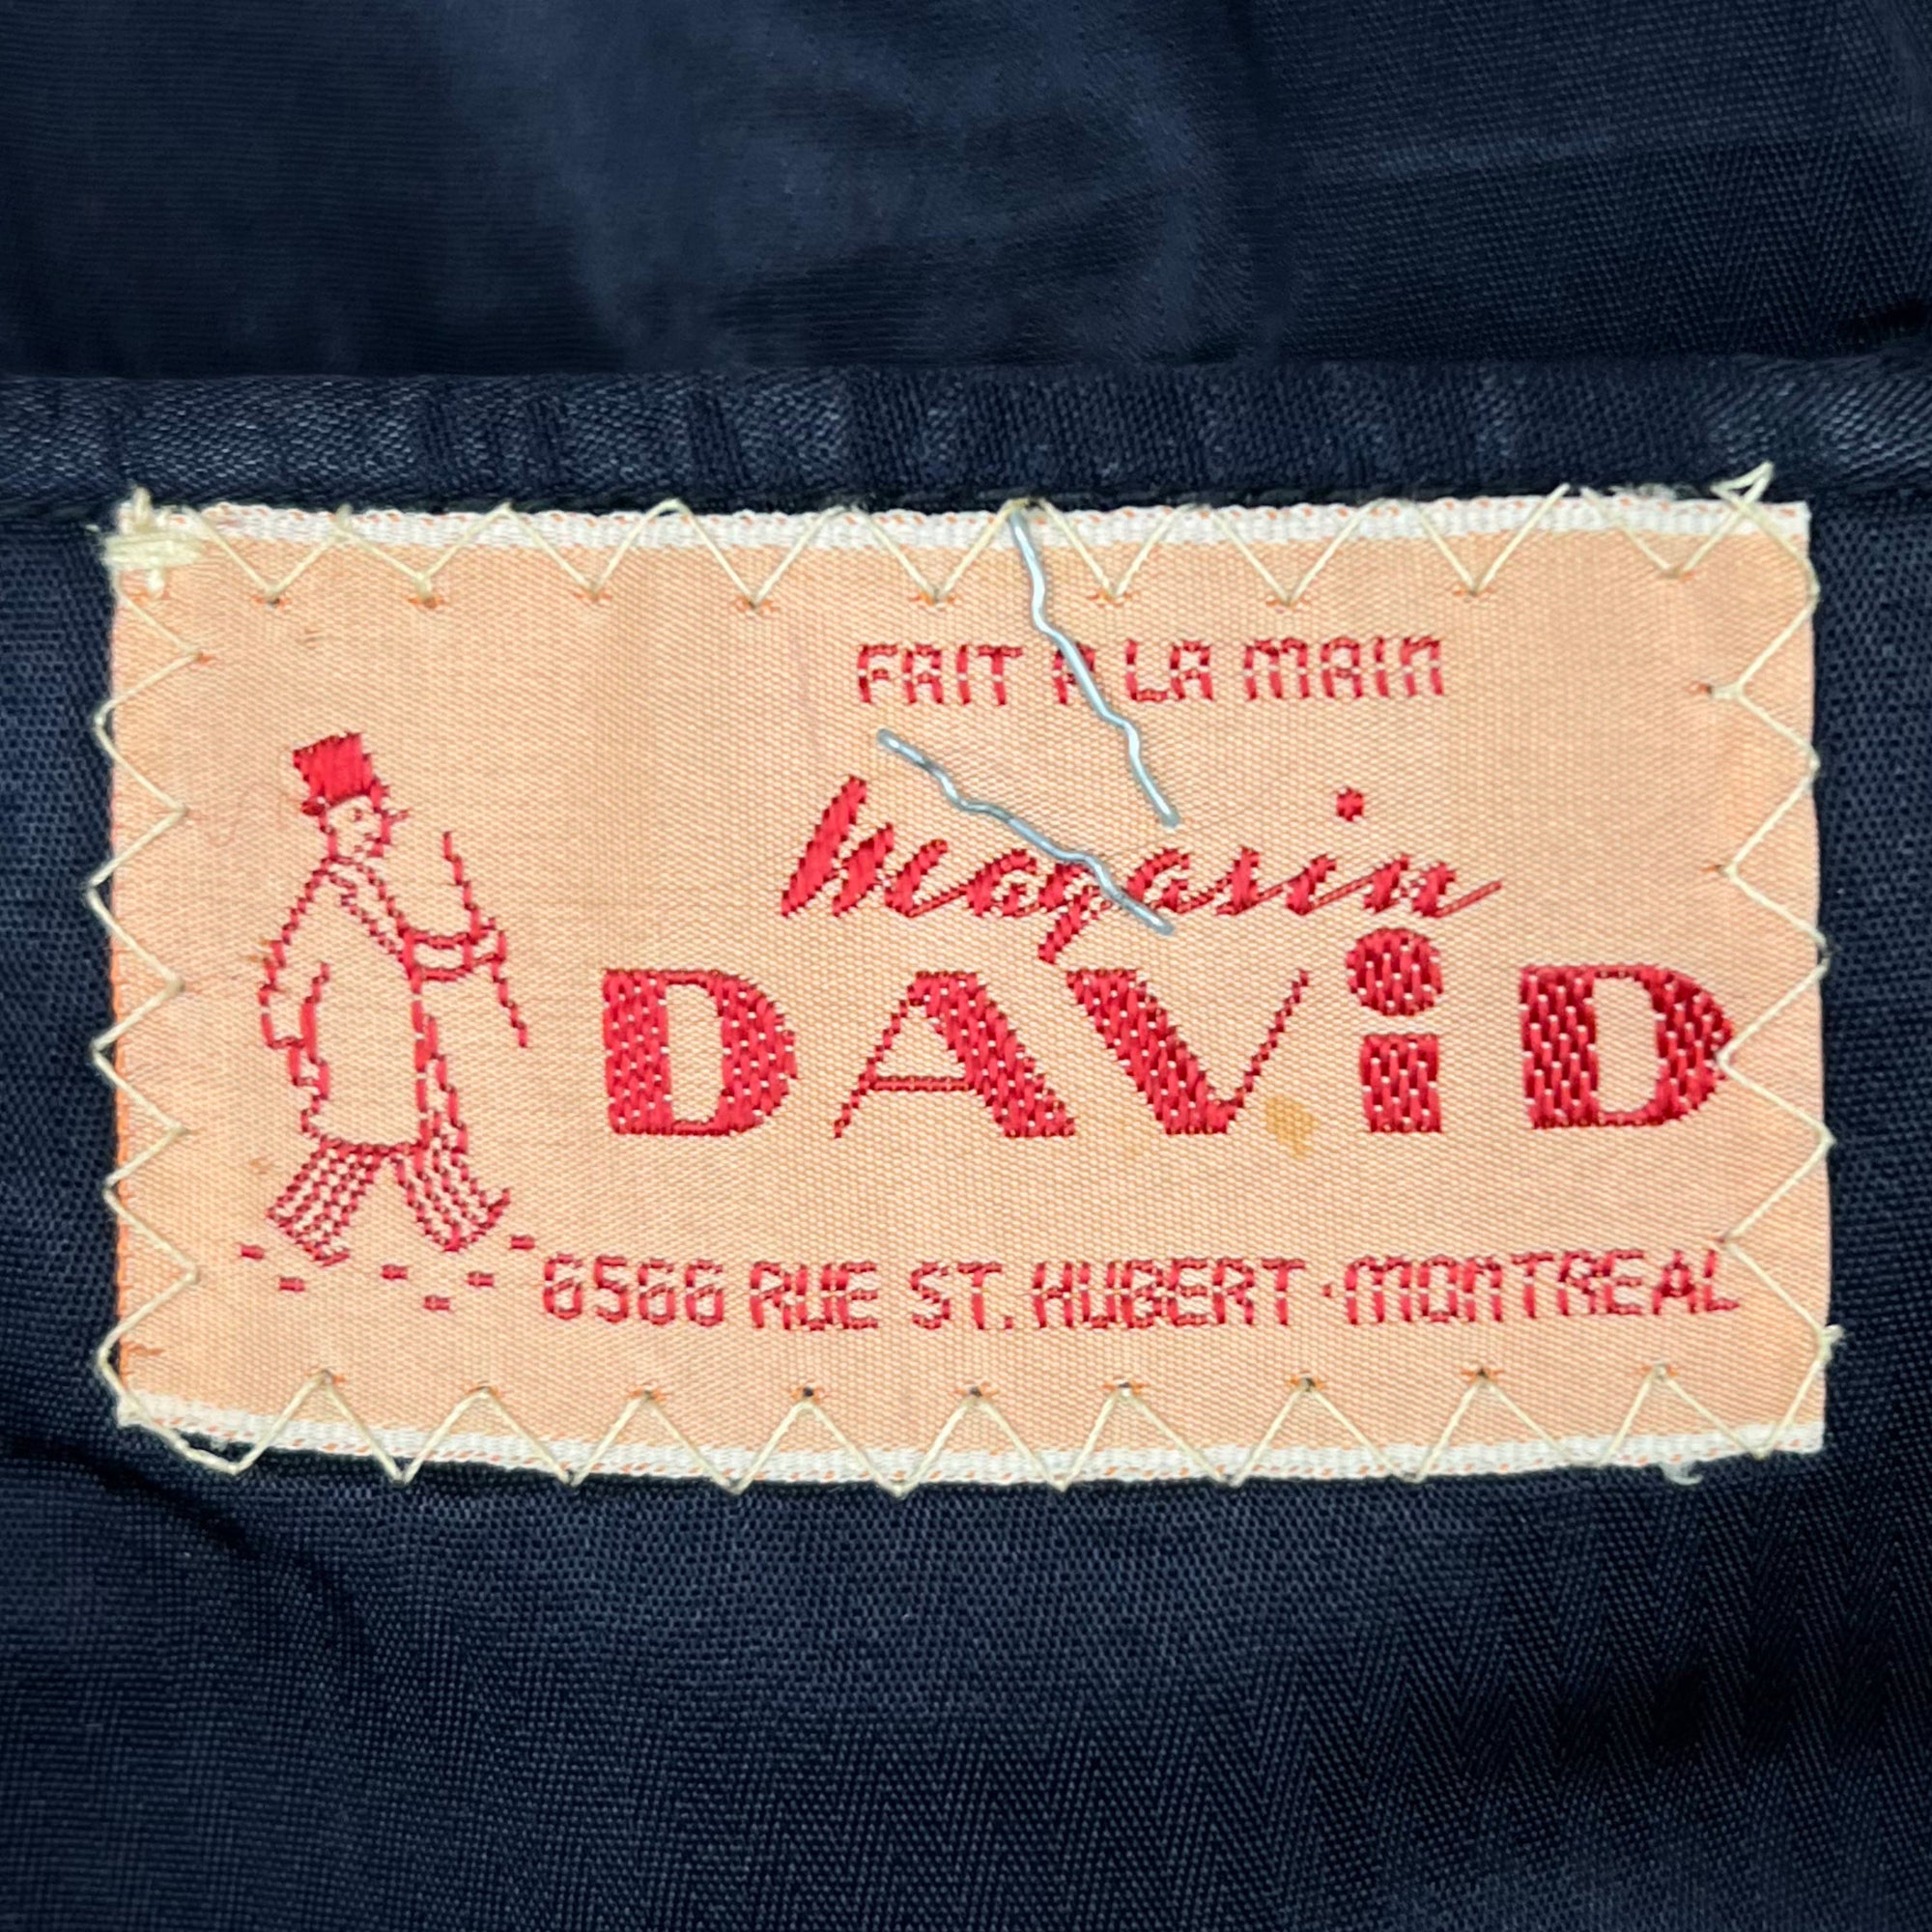 FAIT A LA MAIN
Magasin
DAViD
6566 RUE ST. HUBERT · MONTREAL